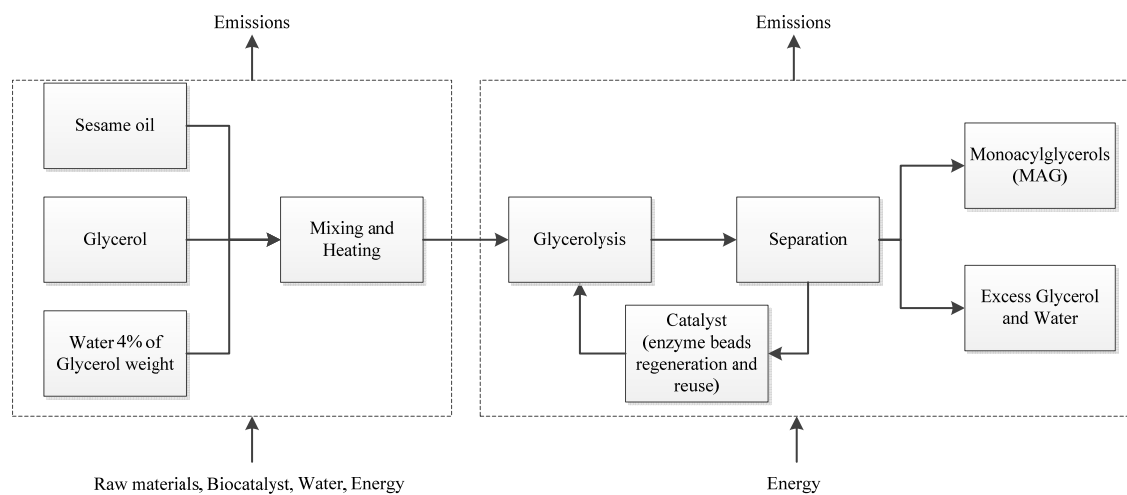 Emissions
Emissions
Sesame oil
Glycerol
Water 4% of
Glycerol weight
Mixing and
Heating
Glycerolysis
Separation
Catalyst
(enzyme beads
regeneration and
reuse)
Monoacylglycerols
(MAG)
Excess Glycerol
and Water
Raw materials, Biocatalyst, Water, Energy
Energy